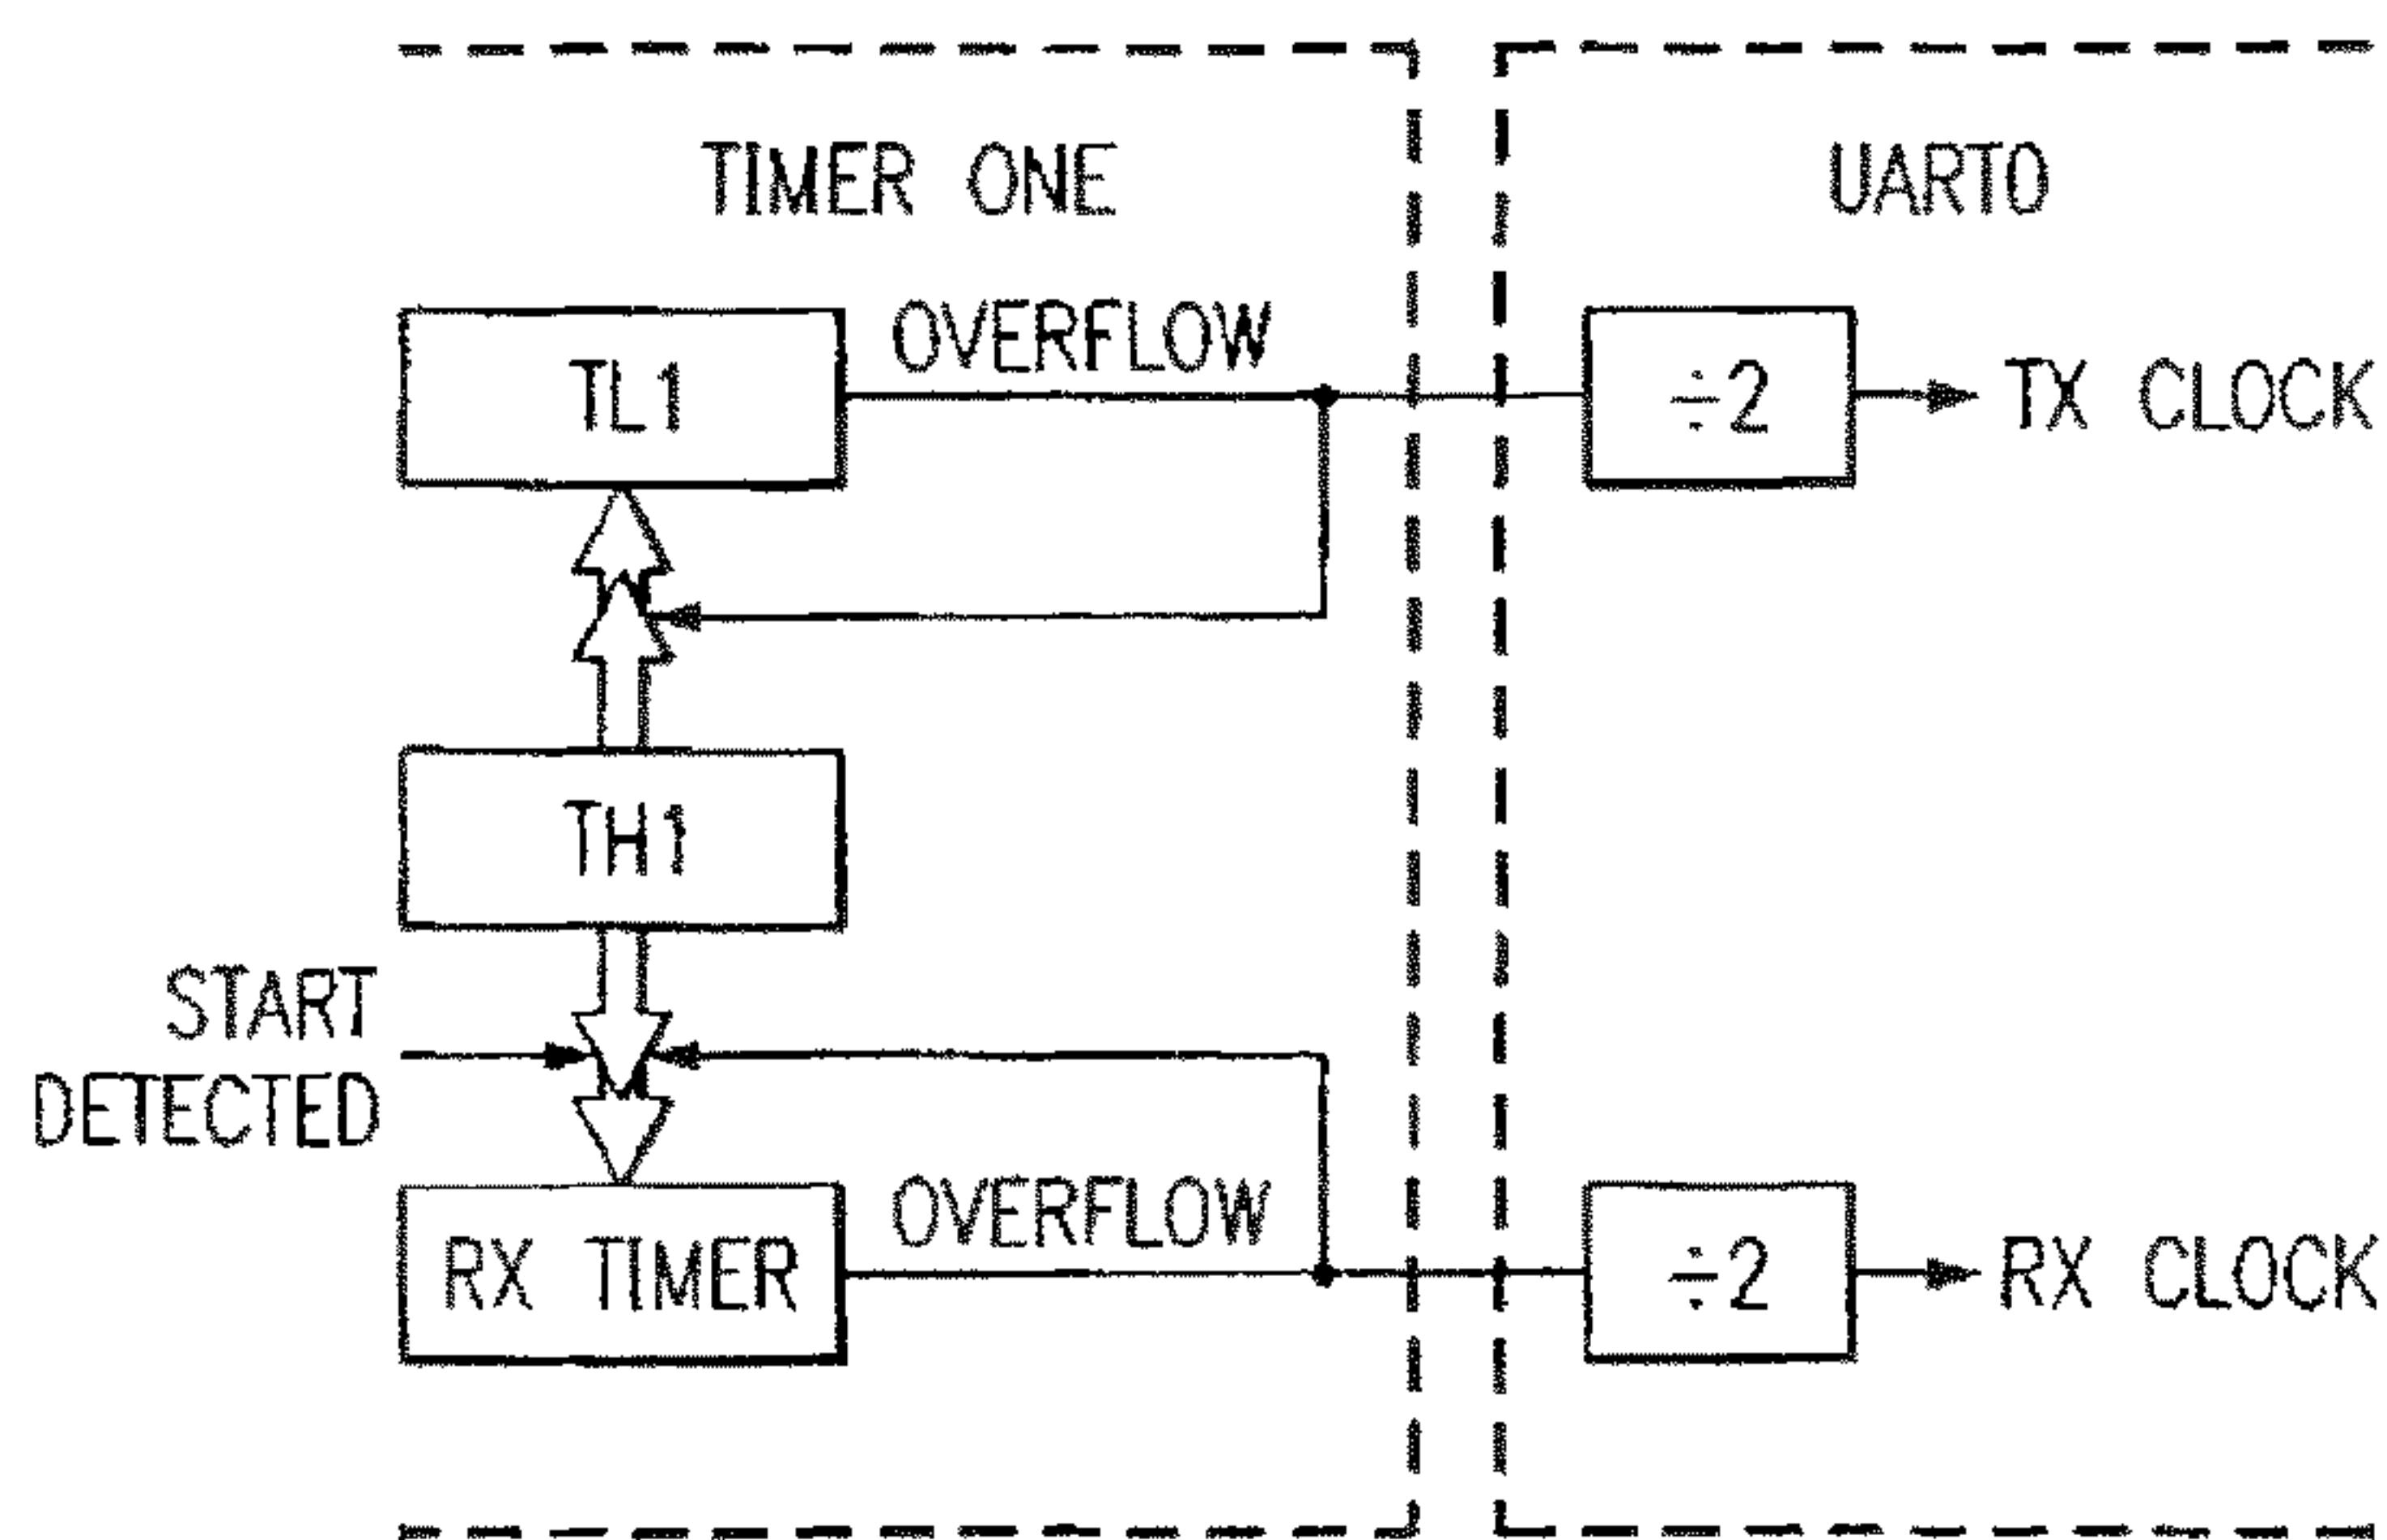 TIMER ONE
UART0
TL1
OVERFLOW
÷2
TX CLOCK
TH1
START
DETECTED
RX TIMER
OVERFLOW
÷2
RX CLOCK